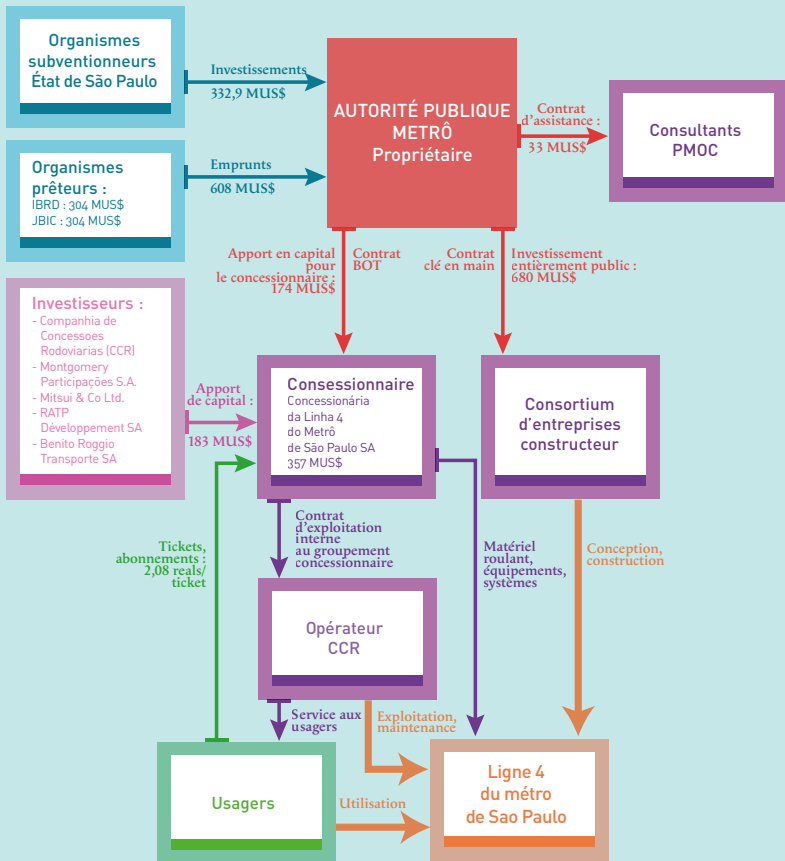 Organismes
subventionneurs
État de São Paulo
Investissements
332,9 MUS$
AUTORITÉ PUBLIQUE
METRÔ
Propriétaire
Contrat
d'assistance :
33 MUS$
Consultants
PMOC
Organismes
prêteurs :
IBRD : 304 MUS$
JBIC : 304 MUS$
Emprunts
608 MUS$
Apport en capital
pour
le concessionnaire :
174 MUS$
Contrat
BOT
Contrat
clé en main
Investissement
entièrement public :
680 MUS$
Investisseurs :
- Companhia de
Concessoes
Rodoviarias (CCR)
- Montgomery
Participações S.A.
- Mitsui & Co Ltd.
- RATP
Développement SA
- Benito Roggio
Transporte SA
Apport
de capital :
183 MUS$
Consessionnaire
Concessionária
da Linha 4
do Metrô
de São Paulo SA
357 MUS$
Consortium
d'entreprises
constructeur
Tickets,
abonnements :
2,08 reals/
ticket
Contrat
d'exploitation
interne
au groupement
concessionnaire
Matériel
roulant,
équipements,
systèmes
Conception,
construction
Opérateur
CCR
Service aux
usagers
Exploitation,
maintenance
Usagers
Utilisation
Ligne 4
du métro
de Sao Paulo